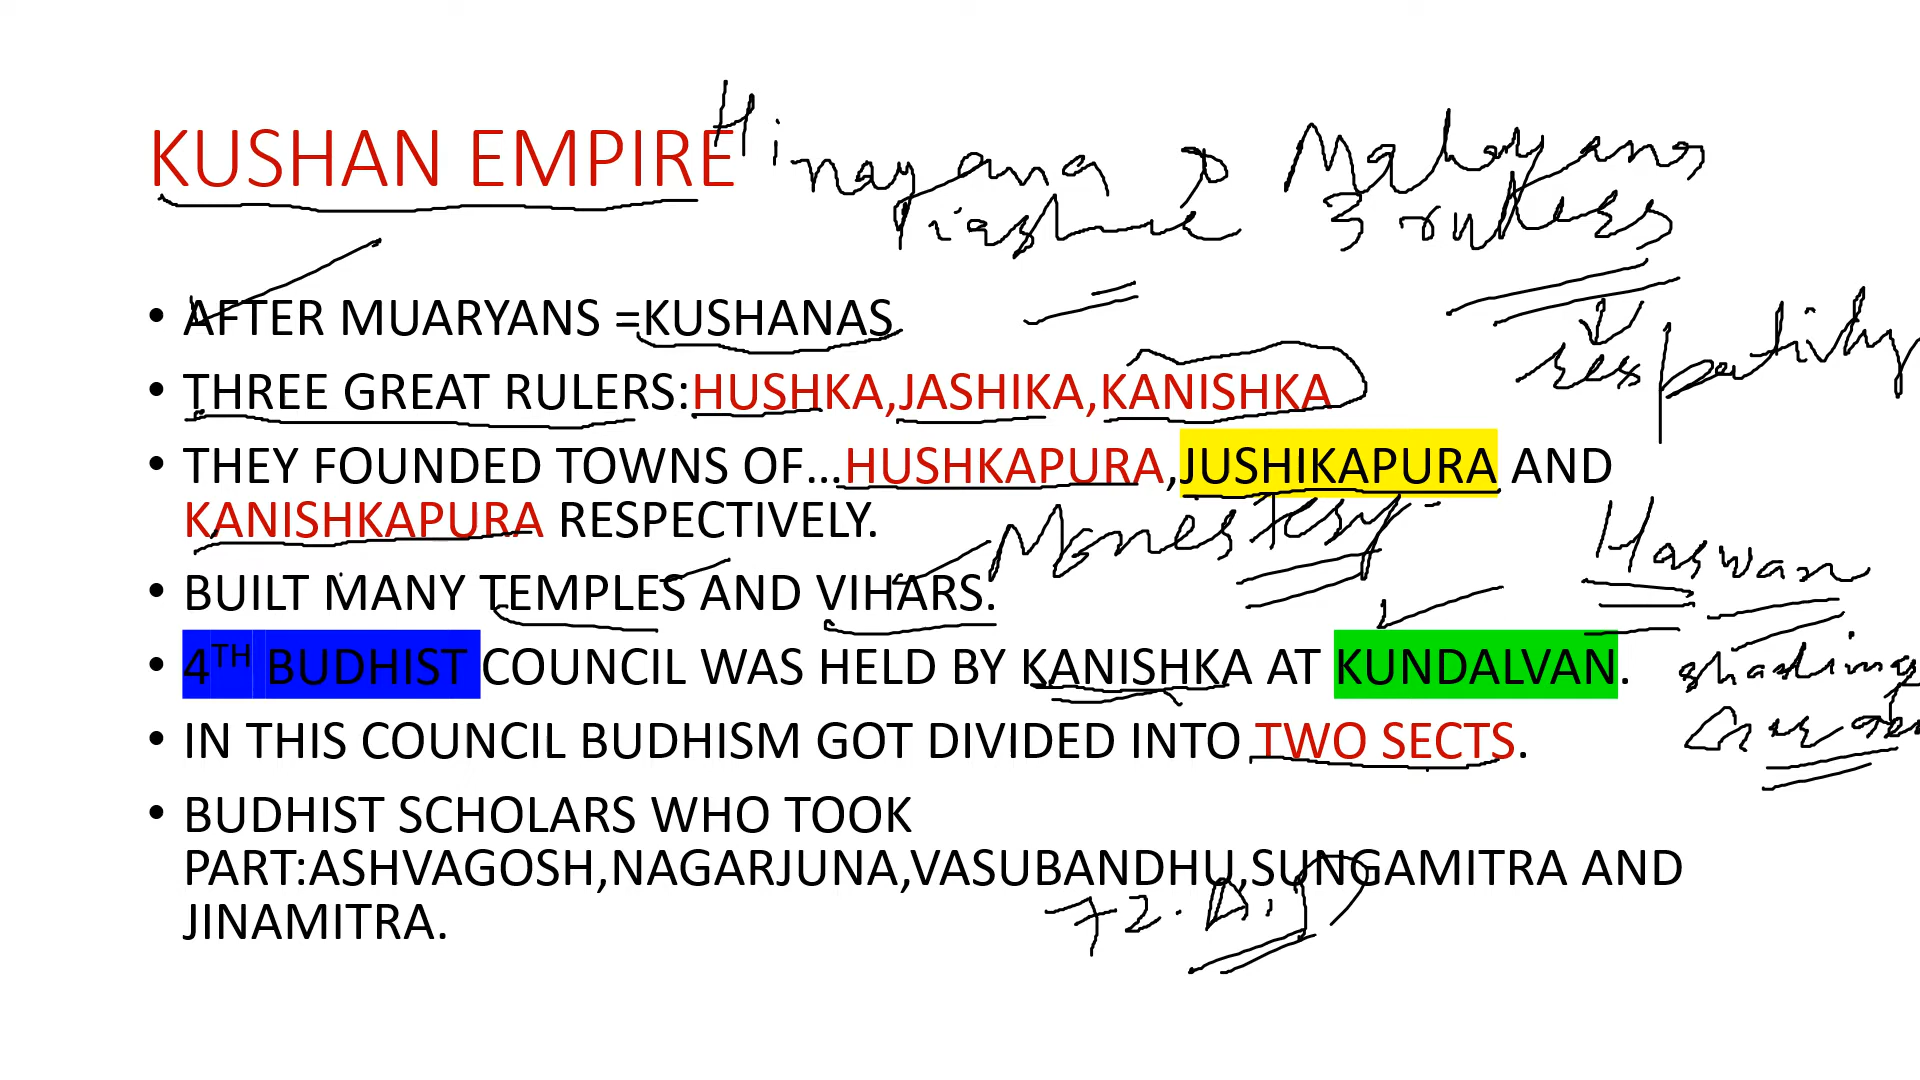 KUSHAN EMPIRE
Hinayana & Mahayana
3 rulers
• AFTER MUARYANS =KUSHANAS
• THREE GREAT RULERS:HUSHKA,JASHIKA,KANISHKA
• THEY FOUNDED TOWNS OF...HUSHKAPURA,JUSHIKAPURA AND
KANISHKAPURA RESPECTIVELY.
Haswan
• BUILT MANY TEMPLES AND VIHARS.
• 4TH BUDHIST COUNCIL WAS HELD BY KANISHKA AT KUNDALVAN.
• IN THIS COUNCIL BUDHISM GOT DIVIDED INTO TWO SECTS.
• BUDHIST SCHOLARS WHO TOOK
PART:ASHVAGOSH,NAGARJUNA,VASUBANDHU,SUNGAMITRA AND
JINAMITRA.